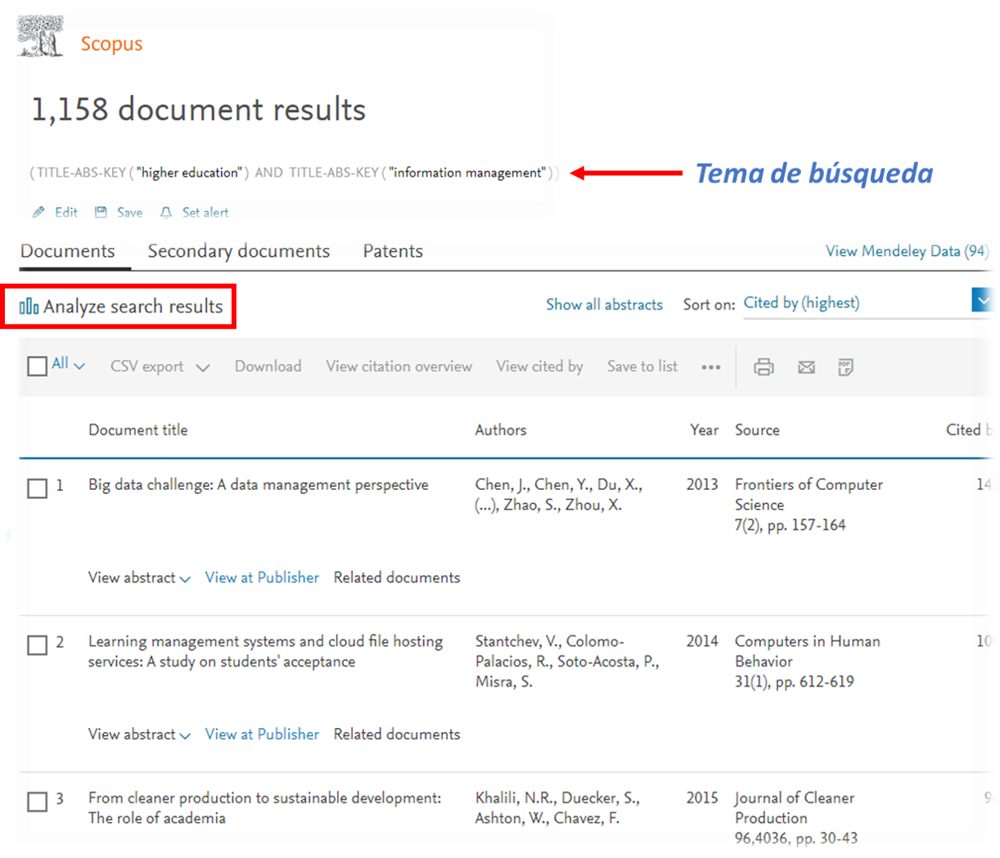 Scopus
1,158 document results
(TITLE-ABS-KEY("higher education") AND TITLE-ABS-KEY("information management"))
Tema de búsqueda
Edit Save Set alert
Documents Secondary documents Patents View Mendeley Data (94)
Analyze search results Show all abstracts Sort on: Cited by (highest)
All CSV export Download View citation overview View cited by Save to list ••• PDF
Document title Authors Year Source Cited
1 Big data challenge: A data management perspective Chen, J., Chen, Y., Du, X., 2013 Frontiers of Computer
(...), Zhao, S., Zhou, X. Science
7(2), pp. 157-164
View abstract View at Publisher Related documents
2 Learning management systems and cloud file hosting Stantchev, V., Colomo- 2014 Computers in Human
services: A study on students' acceptance Palacios, R., Soto-Acosta, P., Behavior
Misra, S. 31(1), pp. 612-619
View abstract View at Publisher Related documents
3 From cleaner production to sustainable development: Khalili, N.R., Duecker, S., 2015 Journal of Cleaner
The role of academia Ashton, W., Chavez, F. Production
96,4036, pp. 30-43